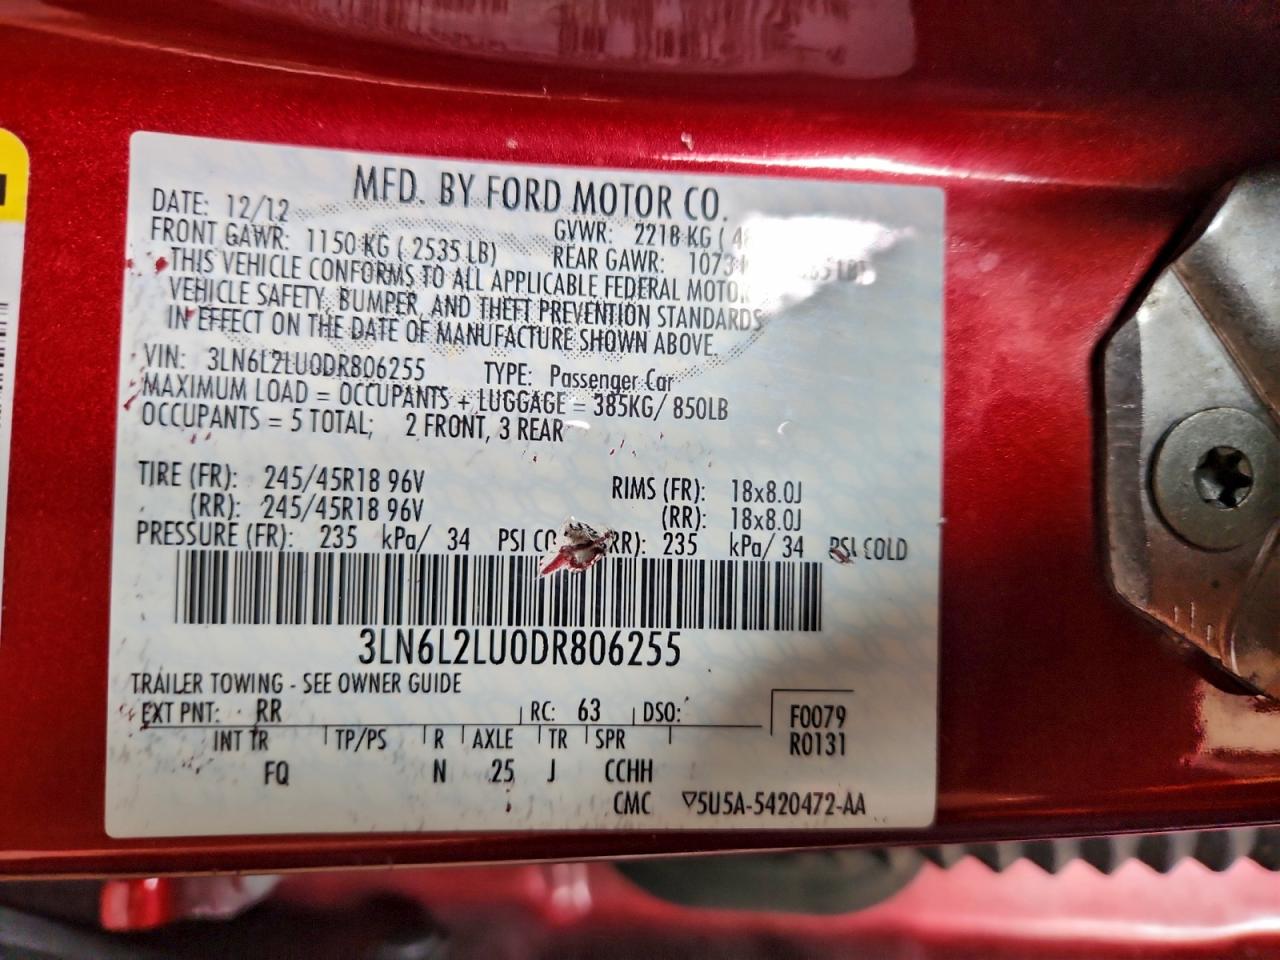 MFD. BY FORD MOTOR CO.
DATE: 12/12 GVWR: 2218 KG (
FRONT GAWR: 1150 KG ( 2535 LB) REAR GAWR: 1073
THIS VEHICLE CONFORMS TO ALL APPLICABLE FEDERAL MOTOR
VEHICLE SAFETY, BUMPER, AND THEFT PREVENTION STANDARDS
IN EFFECT ON THE DATE OF MANUFACTURE SHOWN ABOVE.
VIN: 3LN6L2LU0DR806255 TYPE: Passenger Car
MAXIMUM LOAD = OCCUPANTS + LUGGAGE = 385KG/ 850LB
OCCUPANTS = 5 TOTAL; 2 FRONT, 3 REAR
TIRE (FR): 245/45R18 96V RIMS (FR): 18x8.0J
(RR): 245/45R18 96V (RR): 18x8.0J
PRESSURE (FR): 235 kPa/ 34 PSI RR): 235 kPa/ 34 PSI COLD
3LN6L2LU0DR806255
TRAILER TOWING - SEE OWNER GUIDE
EXT PNT: RR RC: 63 DSO: F0079
INT TR TP/PS R AXLE TR SPR R0131
FQ N 25 J CCHH
CMC ▽5U5A-5420472-AA